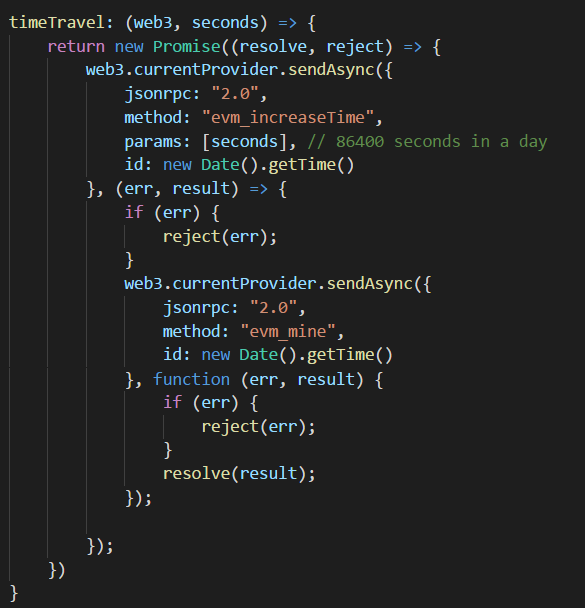 timeTravel: (web3, seconds) => {
    return new Promise((resolve, reject) => {
        web3.currentProvider.sendAsync({
            jsonrpc: "2.0",
            method: "evm_increaseTime",
            params: [seconds], // 86400 seconds in a day
            id: new Date().getTime()
        }, (err, result) => {
            if (err) {
                reject(err);
            }
            web3.currentProvider.sendAsync({
                jsonrpc: "2.0",
                method: "evm_mine",
                id: new Date().getTime()
            }, function (err, result) {
                if (err) {
                    reject(err);
                }
                resolve(result);
            });

        });
    })
}